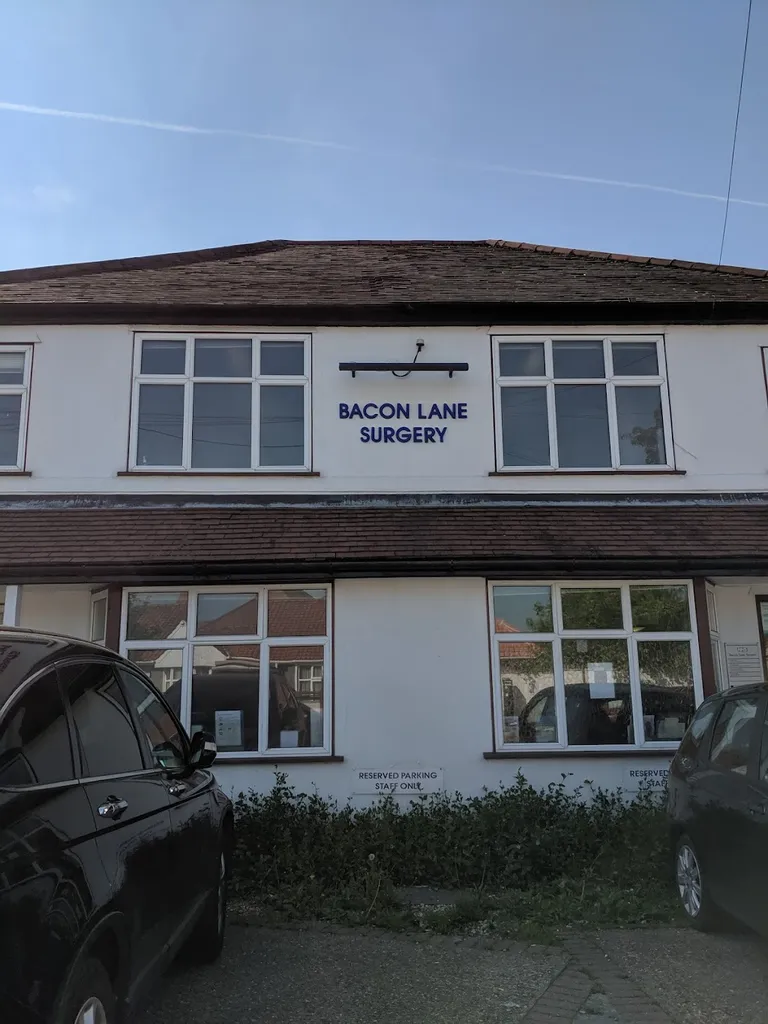 BACON LANE
SURGERY
RESERVED PARKING
STAFF ONLY
RESERVED